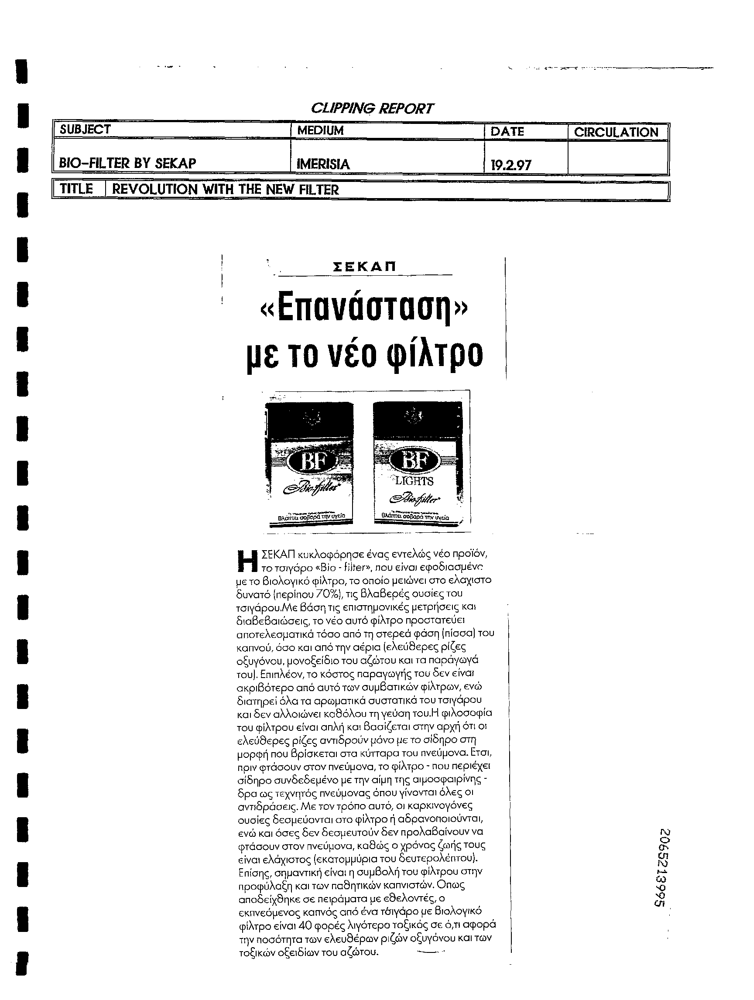 CLIPPING REPORT
SUBJECT MEDIUM DATE CIRCULATION
BIO-FILTER BY SEKAP IMERISIA 19.2.97
TITLE REVOLUTION WITH THE NEW FILTER
ΣΕΚΑΠ
«Επανάσταση»
με το νέο φίλτρο
BF
Bio-filter
Βλάπτει σοβαρά την υγεία
BF
LIGHTS
Bio-filter
Βλάπτει σοβαρά την υγεία
Η ΣΕΚΑΠ κυκλοφόρησε ένας εντελώς νέο προϊόν,
το τσιγάρο «Bio - filter», που είναι εφοδιασμένο
με το βιολογικό φίλτρο, το οποίο μειώνει στο ελαχιστο
δυνατό (περίπου 70%), τις βλαβερές ουσίες του
τσιγάρου.Με βάση τις επιστημονικές μετρήσεις και
διαβεβαιώσεις, το νέο αυτό φίλτρο προστατεύει
αποτελεσματικά τόσο από τη στερεά φάση (πίσσα) του
καπνού, όσο και από την αέρια (ελεύθερες ρίζες
οξυγόνου, μονοξείδιο του αζώτου και τα παράγωγά
του). Επιπλέον, το κόστος παραγωγής του δεν είναι
ακριβότερο από αυτό των συμβατικών φίλτρων, ενώ
διατηρεί όλα τα αρωματικά συστατικά του τσιγάρου
και δεν αλλοιώνει καθόλου τη γεύση του.Η φιλοσοφία
του φίλτρου είναι απλή και βασίζεται στην αρχή ότι οι
ελεύθερες ρίζες αντιδρούν μόνο με το σίδηρο στη
μορφή που βρίσκεται στα κύτταρα του πνεύμονα. Ετσι,
πριν φτάσουν στον πνεύμονα, το φίλτρο - που περιέχει
σίδηρο συνδεδεμένο με την αίμη της αιμοσφαιρίνης -
δρα ως τεχνητός πνεύμονας όπου γίνονται όλες οι
αντιδράσεις. Με τον τρόπο αυτό, οι καρκινογόνες
ουσίες δεσμεύονται στο φίλτρο ή αδρανοποιούνται,
ενώ και όσες δεν δεσμευτούν δεν προλαβαίνουν να
φτάσουν στον πνεύμονα, καθώς ο χρόνος ζωής τους
είναι ελάχιστος (εκατομμύρια του δευτερολέπτου).
Επίσης, σημαντική είναι η συμβολή του φίλτρου στην
προφύλαξη και των παθητικών καπνιστών. Οπως
αποδείχθηκε σε πειράματα με εθελοντές, ο
εκπνεόμενος καπνός από ένα τσιγάρο με βιολογικό
φίλτρο είναι 40 φορές λιγότερο τοξικός σε ό,τι αφορά
την ποσότητα των ελευθέρων ριζών οξυγόνου και των
τοξικών οξειδίων του αζώτου.
2065213995